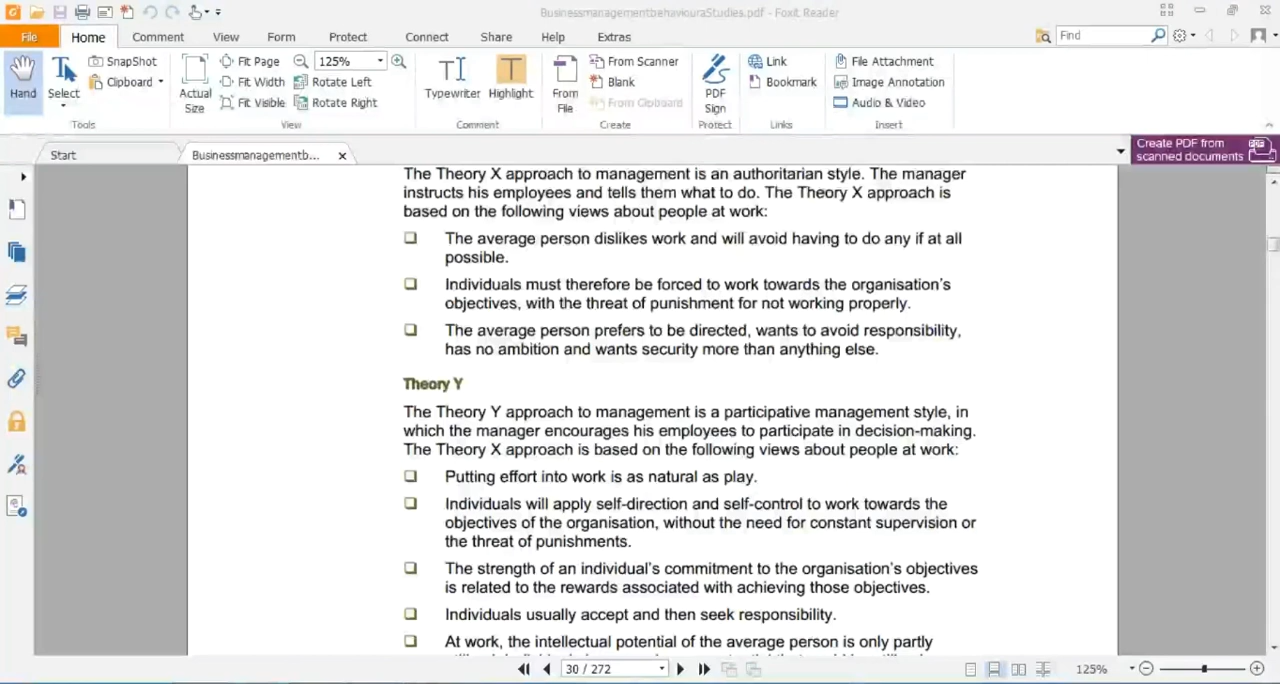 BusinessmanagementbehaviouraStudies.pdf - Foxit Reader
File Home Comment View Form Protect Connect Share Help Extras Find
Hand
Select
SnapShot
Clipboard
Tools
Actual Size
Fit Page
Fit Width
Fit Visible
125%
Rotate Left
Rotate Right
View
Typewriter
Highlight
Comment
From File
From Scanner
Blank
From Clipboard
Create
PDF Sign
Protect
Link
Bookmark
Links
File Attachment
Image Annotation
Audio & Video
Insert
Start
Businessmanagementb...
Create PDF from
scanned documents
PDF
The Theory X approach to management is an authoritarian style. The manager
instructs his employees and tells them what to do. The Theory X approach is
based on the following views about people at work:
The average person dislikes work and will avoid having to do any if at all
possible.
Individuals must therefore be forced to work towards the organisation's
objectives, with the threat of punishment for not working properly.
The average person prefers to be directed, wants to avoid responsibility,
has no ambition and wants security more than anything else.
Theory Y
The Theory Y approach to management is a participative management style, in
which the manager encourages his employees to participate in decision-making.
The Theory X approach is based on the following views about people at work:
Putting effort into work is as natural as play.
Individuals will apply self-direction and self-control to work towards the
objectives of the organisation, without the need for constant supervision or
the threat of punishments.
The strength of an individual's commitment to the organisation's objectives
is related to the rewards associated with achieving those objectives.
Individuals usually accept and then seek responsibility.
At work, the intellectual potential of the average person is only partly
30 / 272
125%